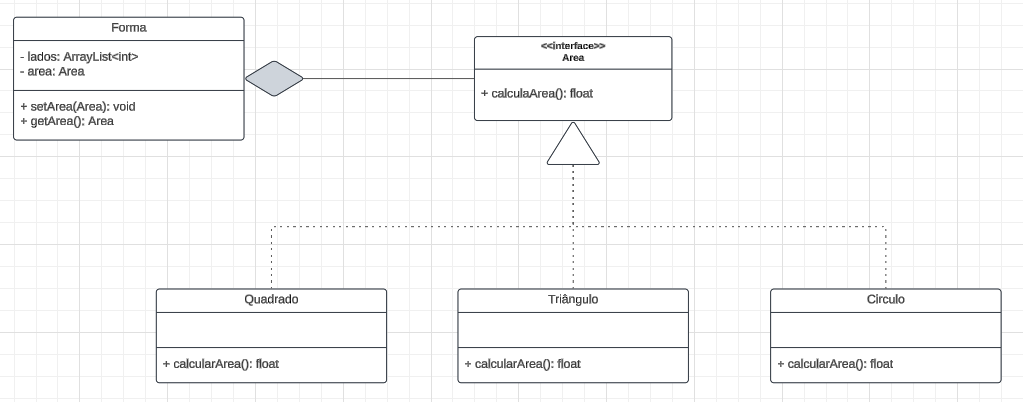 Forma
- lados: ArrayList<int>
- area: Area
+ setArea(Area): void
+ getArea(): Area
<<interface>>
Area
+ calculaArea(): float
Quadrado
+ calcularArea(): float
Triângulo
+ calcularArea(): float
Circulo
+ calcularArea(): float